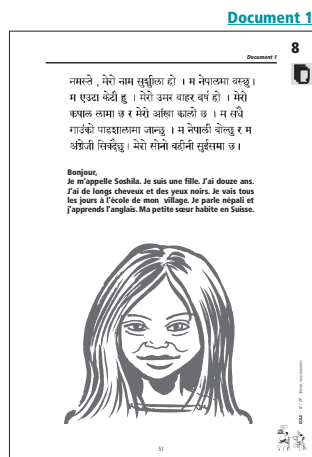 Document 1
8
Document 1
नमस्ते , मेरो नाम सुश्रीला हो । म नेपालमा बस्छु।
म एउटा केटी हु । मेरो उमर बाहर वर्ष हो । मेरो
कपाल लामा छ र मेरो आंखा कालो छ । म सधै
गाउंको पाठशालामा जान्छु । म नेपाली बोल्छु र म
अंग्रेजी सिक्दैछु। मेरो सोनो बहीनी सुईसमा छ।
Bonjour,
Je m'appelle Soshila. Je suis une fille. J'ai douze ans.
J'ai de longs cheveux et des yeux noirs. Je vais tous
les jours à l'école de mon village. Je parle népali et
j'apprends l'anglais. Ma petite sœur habite en Suisse.
51